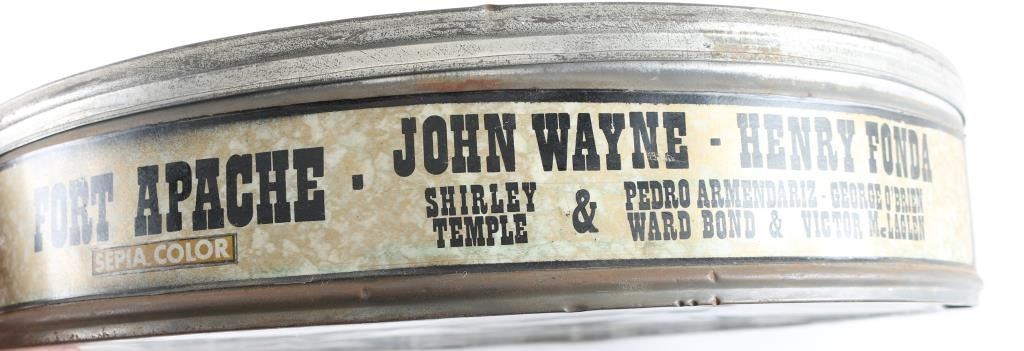 FORT APACHE · JOHN WAYNE - HENRY FONDA
SEPIA COLOR
SHIRLEY TEMPLE & PEDRO ARMENDARIZ - GEORGE O'BRIEN
WARD BOND & VICTOR McLAGLEN